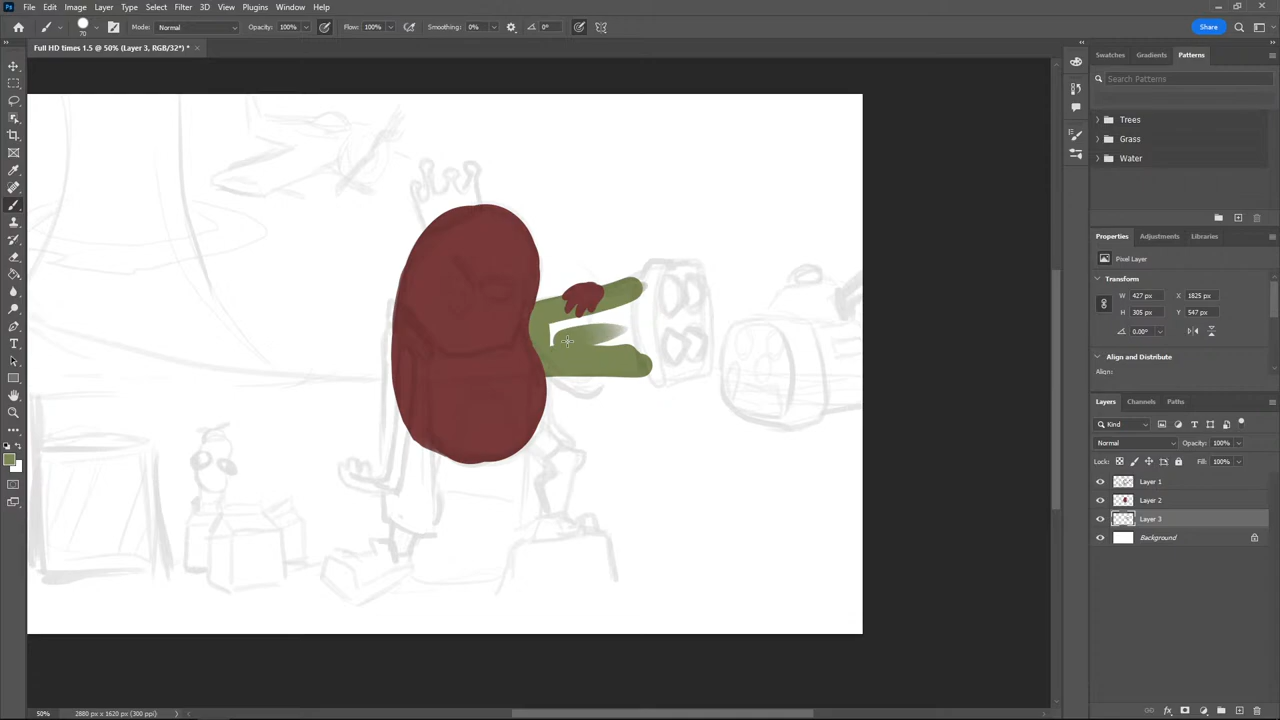 Ps File Edit Image Layer Type Select Filter 3D View Plugins Window Help
70 Mode: Normal Opacity: 100% Flow: 100% Smoothing: 0% 0° Share
Full HD times 1.5 @ 50% (Layer 3, RGB/32*) * ×
Swatches Gradients Patterns
Search Patterns
Trees
Grass
Water
Properties Adjustments Libraries
Pixel Layer
Transform
W 427 px X 1825 px
H 305 px Y 547 px
0.00°
Align and Distribute
Align:
Layers Channels Paths
Kind
Normal Opacity: 100%
Lock: Fill: 100%
Layer 1
Layer 2
Layer 3
Background
50% 2880 px x 1620 px (300 ppi)